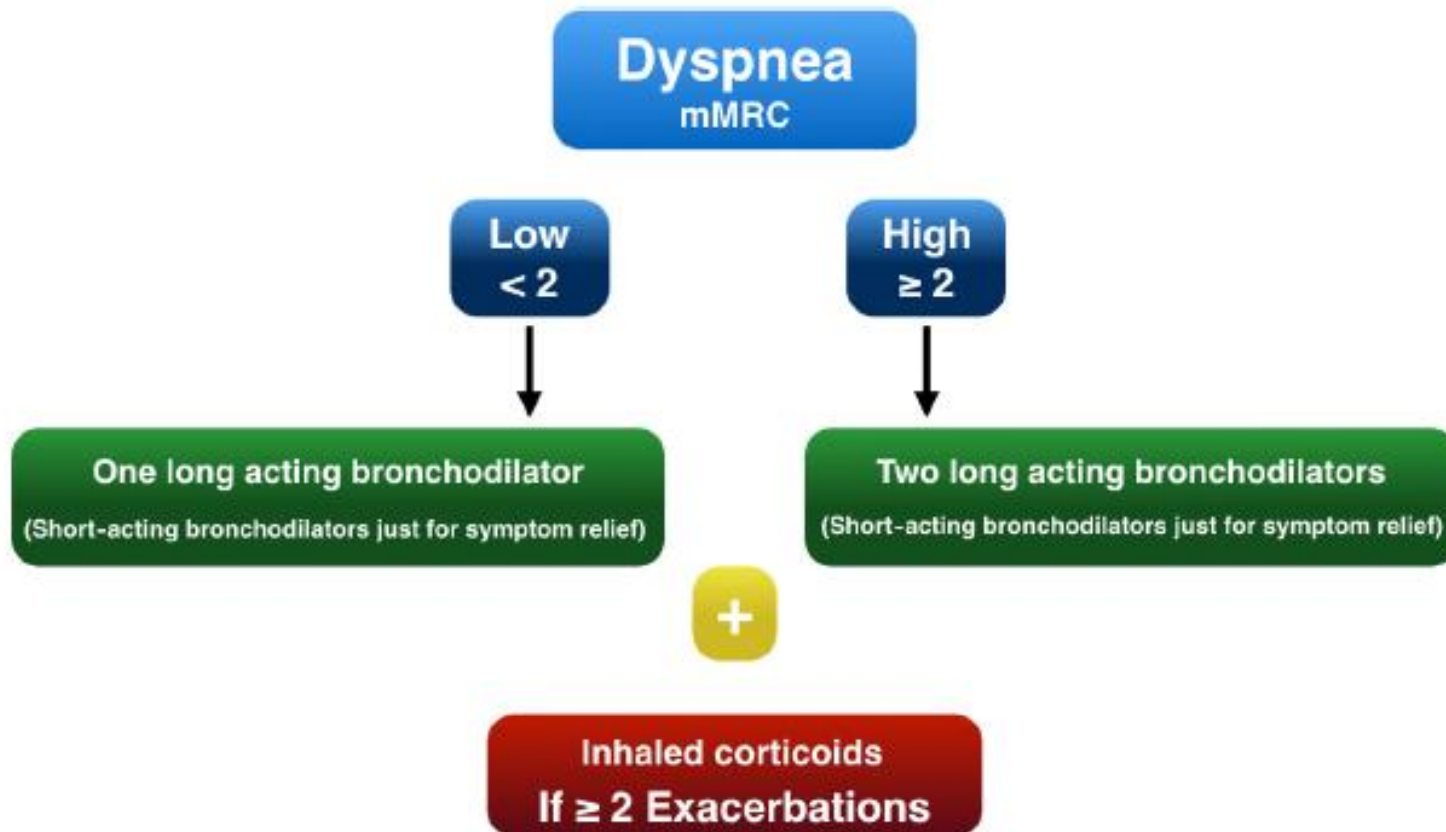 Dyspnea
mMRC
Low
< 2
High
≥ 2
One long acting bronchodilator
(Short-acting bronchodilators just for symptom relief)
Two long acting bronchodilators
(Short-acting bronchodilators just for symptom relief)
+
Inhaled corticoids
If ≥ 2 Exacerbations